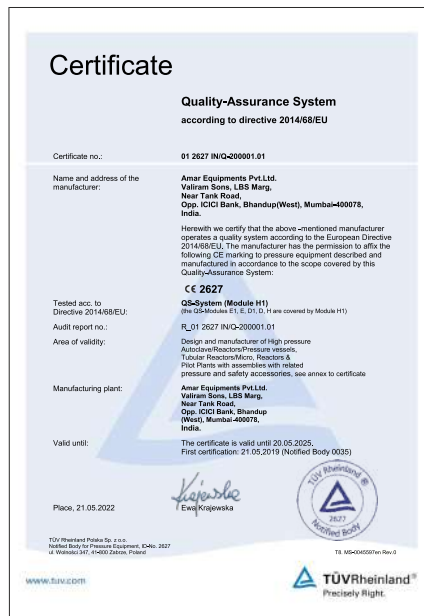 Certificate
Quality-Assurance System
according to directive 2014/68/EU
Certificate no.: 01 2627 IN/Q-200001.01
Name and address of the manufacturer: Amar Equipments Pvt.Ltd.
Valiram Sons, LBS Marg,
Near Tank Road,
Opp. ICICI Bank, Bhandup(West), Mumbai-400078,
India.
Herewith we certify that the above -mentioned manufacturer
operates a quality system according to the European Directive
2014/68/EU. The manufacturer has the permission to affix the
following CE marking to pressure equipment described and
manufactured in accordance to the scope covered by this
Quality-Assurance System:
CE 2627
Tested acc. to
Directive 2014/68/EU:
QS-System (Module H1)
(the QS-Modules E1, E, D1, D, H are covered by Module H1)
Audit report no.: R_01 2627 IN/Q-200001.01
Area of validity: Design and manufacturer of High pressure
Autoclave/Reactors/Pressure vessels,
Tubular Reactors/Micro, Reactors &
Pilot Plants with assemblies with related
pressure and safety accessories, see annex to certificate
Manufacturing plant: Amar Equipments Pvt.Ltd.
Valiram Sons, LBS Marg,
Near Tank Road,
Opp. ICICI Bank, Bhandup
(West), Mumbai-400078,
India.
Valid until: The certificate is valid until 20.05.2025.
First certification: 21.05.2019 (Notified Body 0035)
Krajewska
Place, 21.05.2022 Ewa Krajewska
TÜV Rheinland ®
2627
Notified Body
TÜV Rheinland Polska Sp. z o.o.
Notified Body for Pressure Equipment, ID-No. 2627
ul. Wolności 347, 41-800 Zabrze, Poland
T8. MS-0045597en Rev.0
www.tuv.com
TÜVRheinland®
Precisely Right.